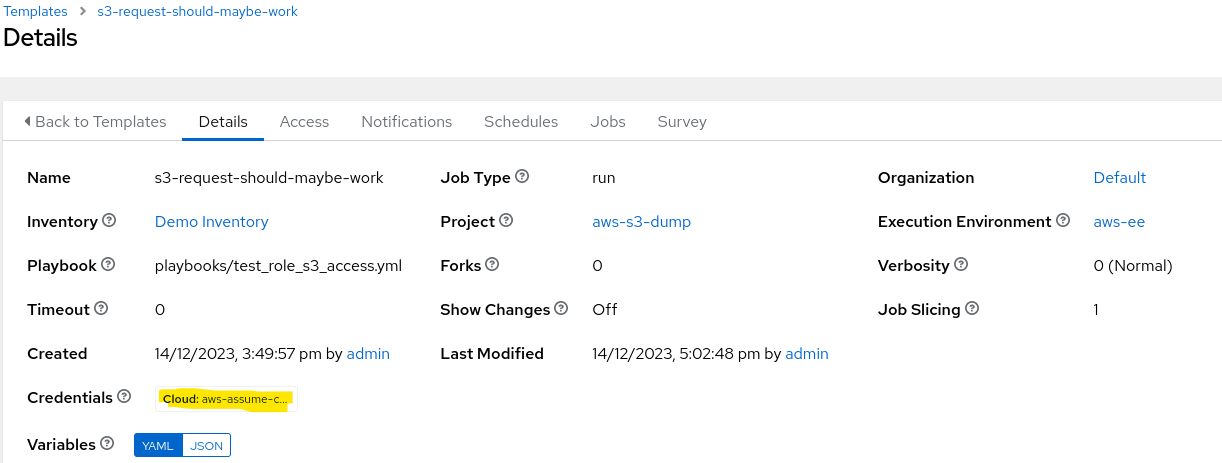 Templates > s3-request-should-maybe-work
Details
Back to Templates Details Access Notifications Schedules Jobs Survey
Name s3-request-should-maybe-work Job Type run Organization Default
Inventory Demo Inventory Project aws-s3-dump Execution Environment aws-ee
Playbook playbooks/test_role_s3_access.yml Forks 0 Verbosity 0 (Normal)
Timeout 0 Show Changes Off Job Slicing 1
Created 14/12/2023, 3:49:57 pm by admin Last Modified 14/12/2023, 5:02:48 pm by admin
Credentials Cloud: aws-assume-c...
Variables YAML JSON